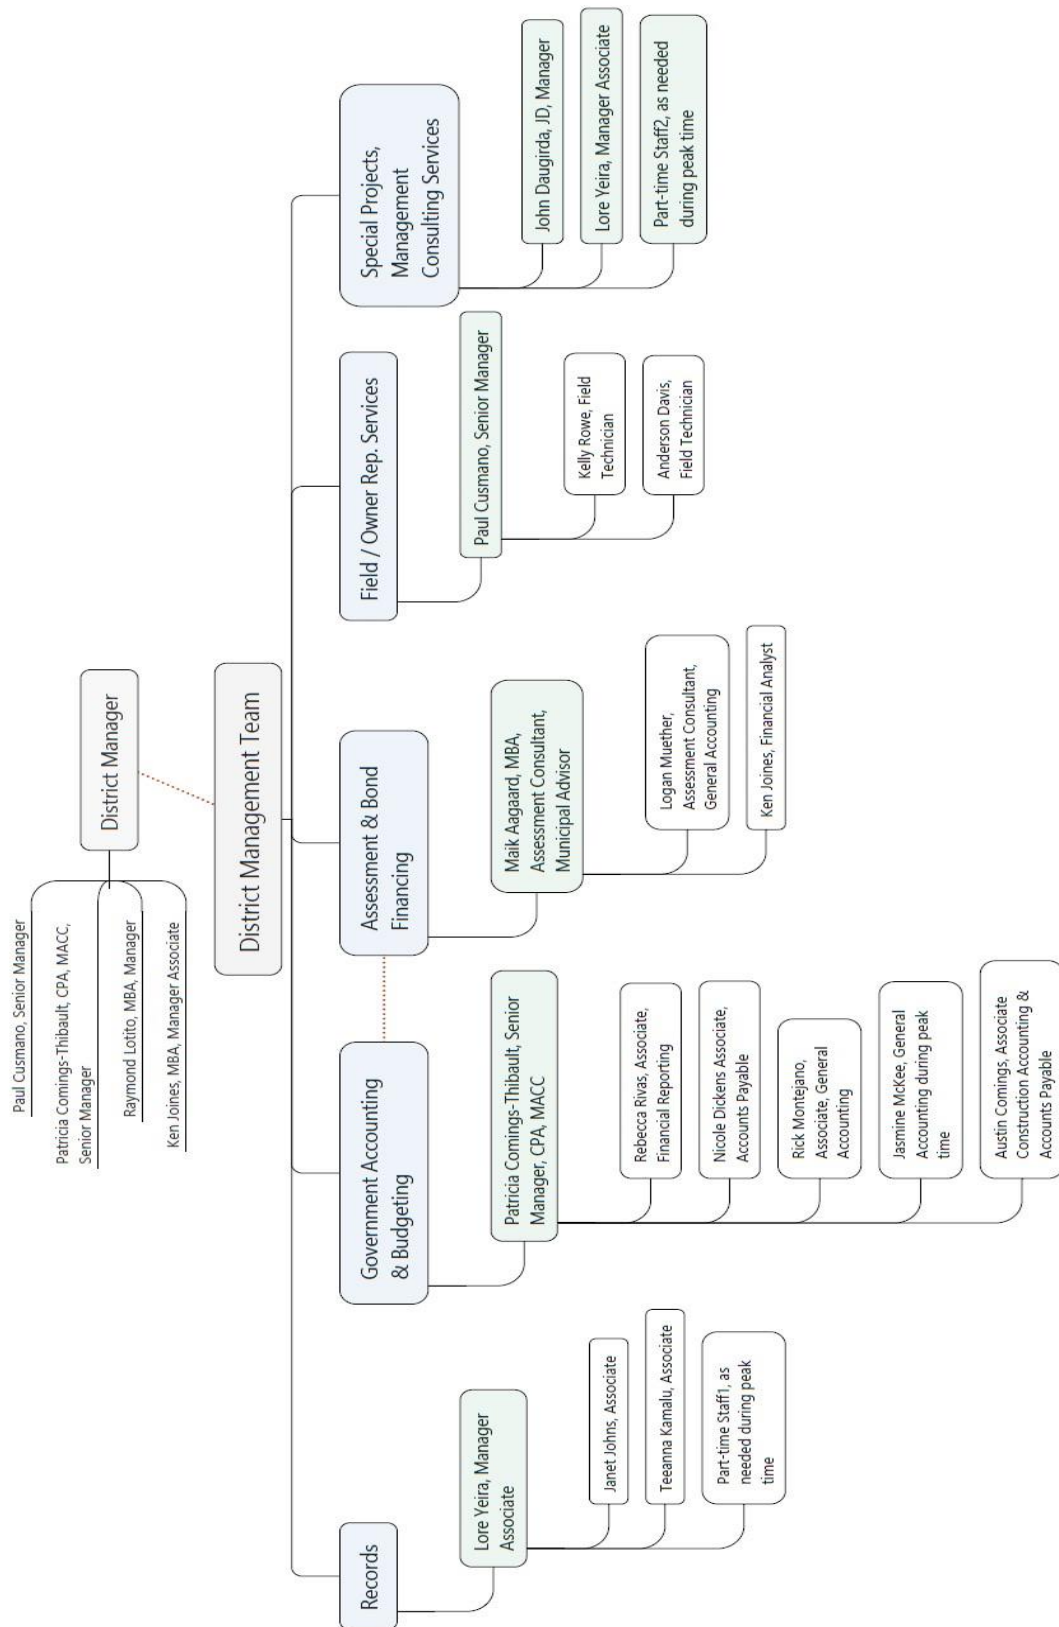 Paul Cusmano, Senior Manager
Patricia Comings-Thibault, CPA, MACC,
Senior Manager
Raymond Lotito, MBA, Manager
Ken Joines, MBA, Manager Associate
District Manager
District Management Team
Records
Lore Yeira, Manager
Associate
Janet Johns, Associate
Teeanna Kamalu, Associate
Part-time Staff1, as
needed during peak
time
Government Accounting
& Budgeting
Patricia Comings-Thibault, Senior
Manager, CPA, MACC
Rebecca Rivas, Associate,
Financial Reporting
Nicole Dickens Associate,
Accounts Payable
Rick Montejano,
Associate, General
Accounting
Jasmine McKee, General
Accounting during peak
time
Austin Comings, Associate
Construction Accounting &
Accounts Payable
Assessment & Bond
Financing
Maik Aagaard, MBA,
Assessment Consultant,
Municipal Advisor
Logan Muether,
Assessment Consultant,
General Accounting
Ken Joines, Financial Analyst
Field / Owner Rep. Services
Paul Cusmano, Senior Manager
Kelly Rowe, Field
Technician
Anderson Davis,
Field Technician
Special Projects,
Management
Consulting Services
John Daugirda, JD, Manager
Lore Yeira, Manager Associate
Part-time Staff2, as needed
during peak time